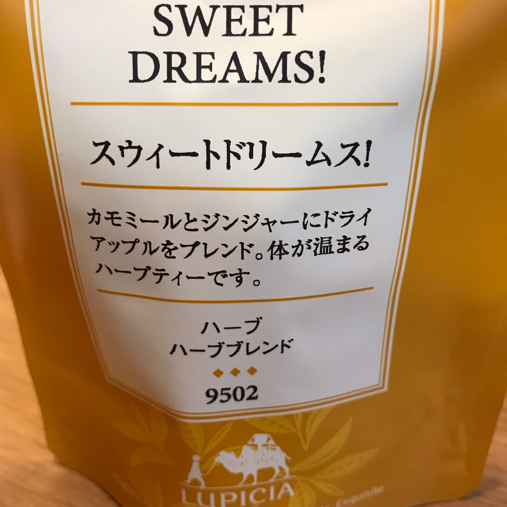 SWEET
DREAMS!
スウィートドリームス!
カモミールとジンジャーにドライ
アップルをブレンド。体が温まる
ハーブティーです。
ハーブ
ハーブブレンド
9502
LUPICIA
Exquisite